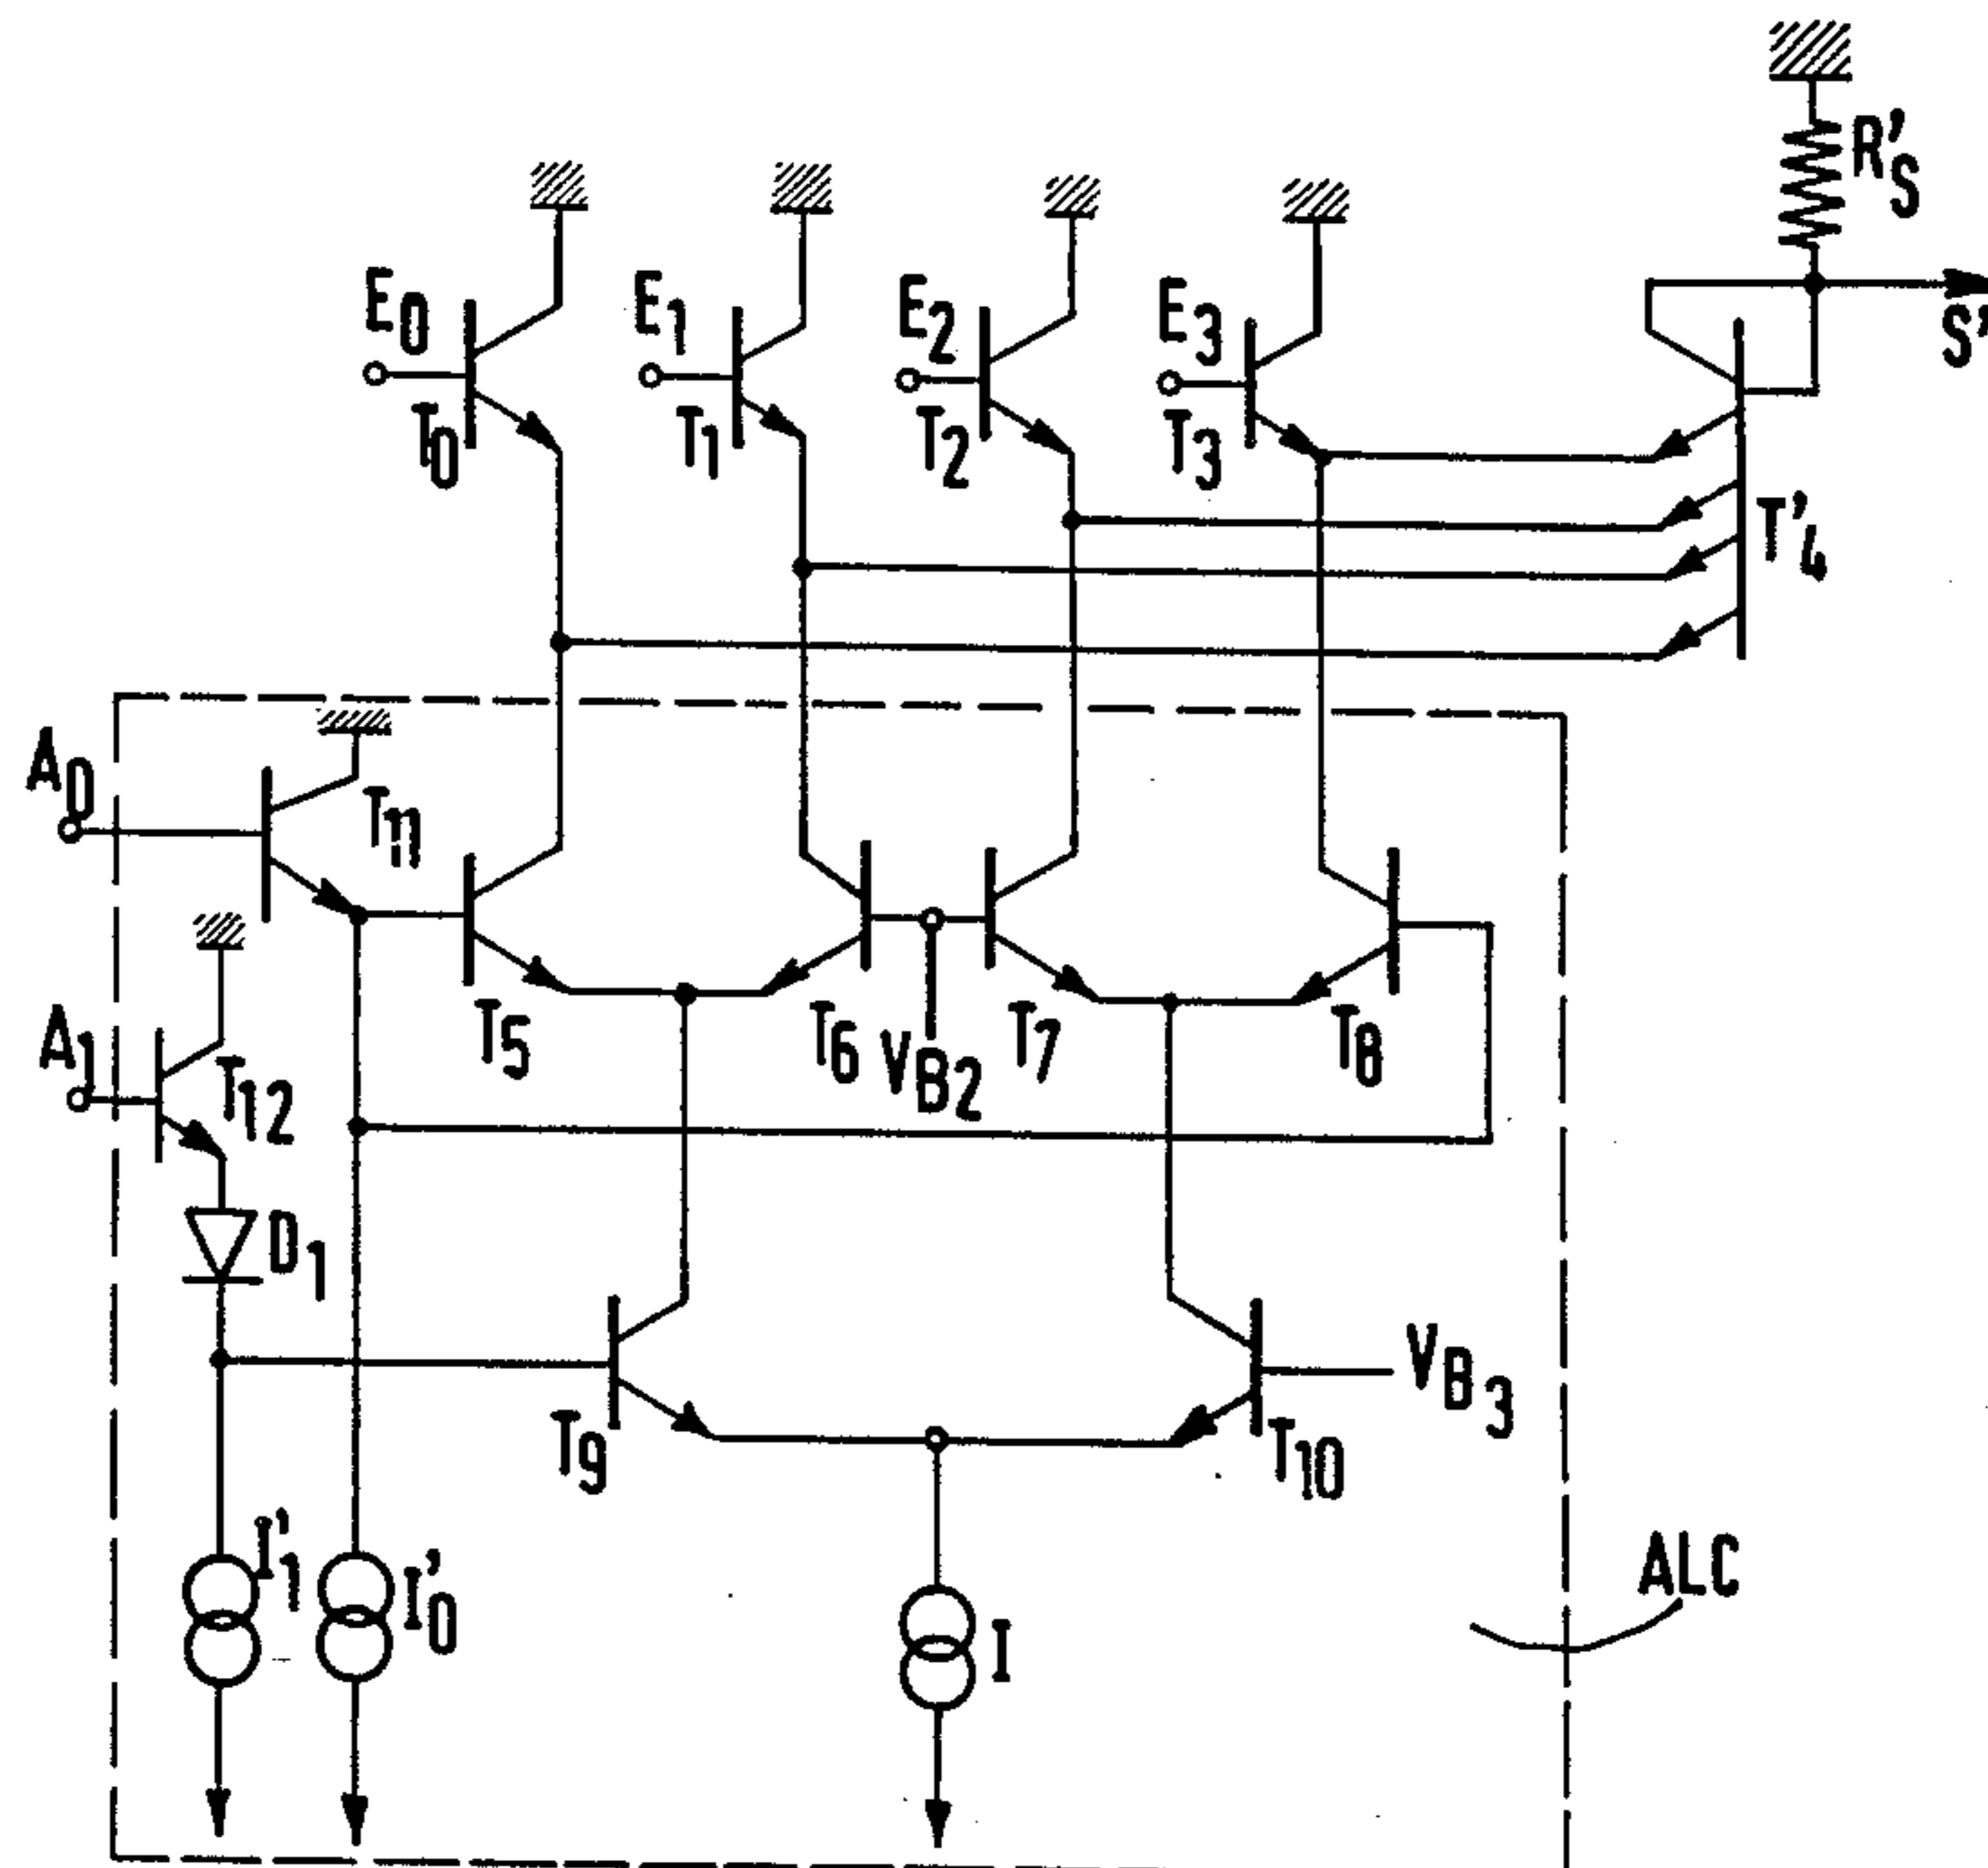 R'S
E0
E1
E2
E3
S'
T0
T1
T2
T3
T'4
A0
T11
A1
T12
T5
T6
VB2
T7
T8
D1
VB3
T9
T10
I'1
I'0
I
ALC